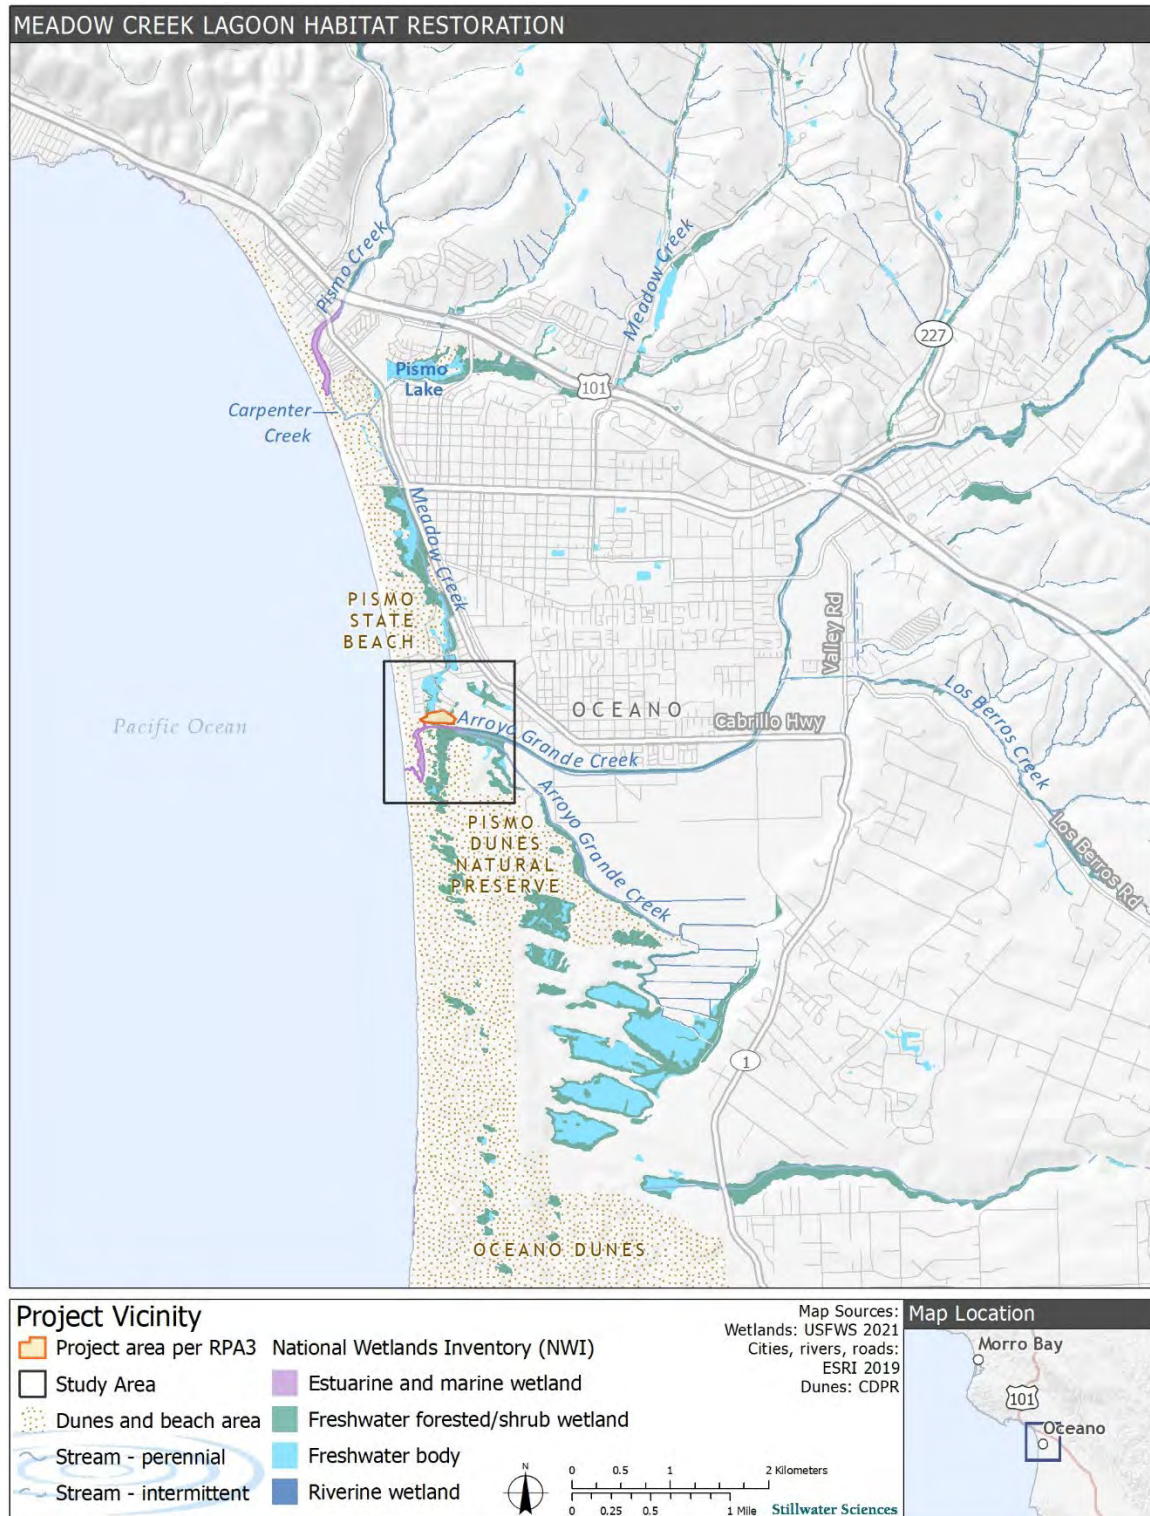 MEADOW CREEK LAGOON HABITAT RESTORATION
Pismo Creek
Meadow Creek
227
Pismo
Lake
101
Carpenter
Creek
Meadow Creek
PISMO
STATE
BEACH
Valley Rd
Los Berros Creek
OCEANO
Cabrillo Hwy
Pacific Ocean
Arroyo Grande Creek
Arroyo Grande Creek
Los Berros Rd
PISMO
DUNES
NATURAL
PRESERVE
1
OCEANO DUNES
Project Vicinity
Project area per RPA3
Study Area
Dunes and beach area
Stream - perennial
Stream - intermittent
National Wetlands Inventory (NWI)
Estuarine and marine wetland
Freshwater forested/shrub wetland
Freshwater body
Riverine wetland
Map Sources:
Wetlands: USFWS 2021
Cities, rivers, roads:
ESRI 2019
Dunes: CDPR
N
0 0.5 1 2 Kilometers
0 0.25 0.5 1 Mile
Stillwater Sciences
Map Location
Morro Bay
101
Oceano